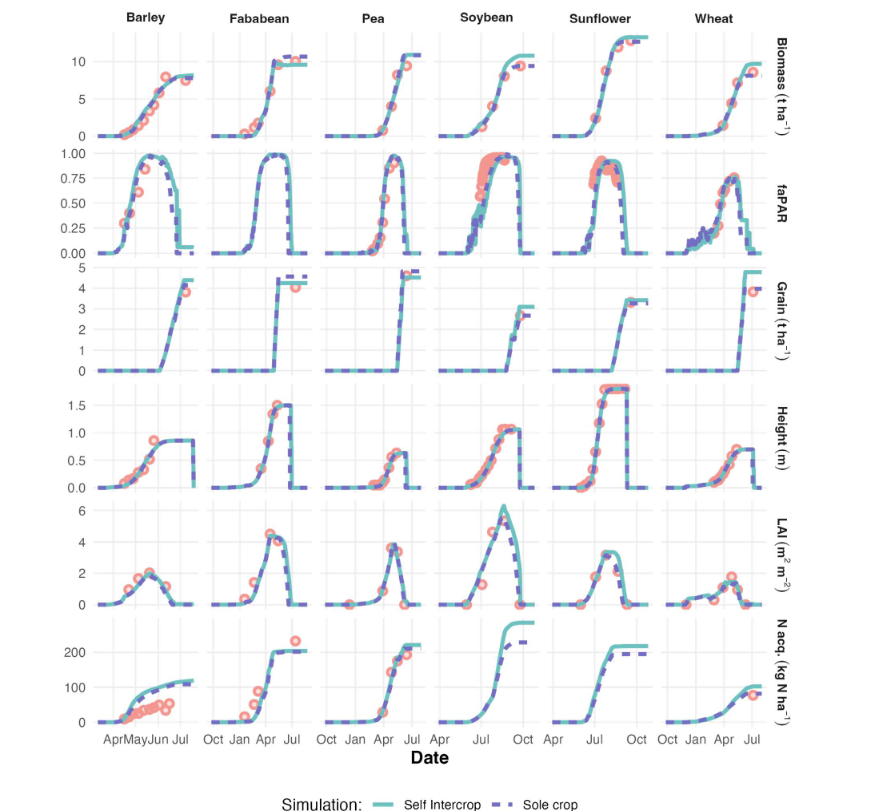 Barley Fababean Pea Soybean Sunflower Wheat
10
5
0
Biomass (t ha⁻¹)
1.00
0.75
0.50
0.25
0.00
faPAR
5
4
3
2
1
0
Grain (t ha⁻¹)
1.5
1.0
0.5
0.0
Height (m)
6
4
2
0
LAI (m² m⁻²)
200
100
0
N acq. (kg N ha⁻¹)
AprMayJun Jul Oct Jan Apr Jul Oct Jan Apr Jul Apr Jul Oct Apr Jul Oct Oct Jan Apr Jul
Date
Simulation: Self Intercrop Sole crop